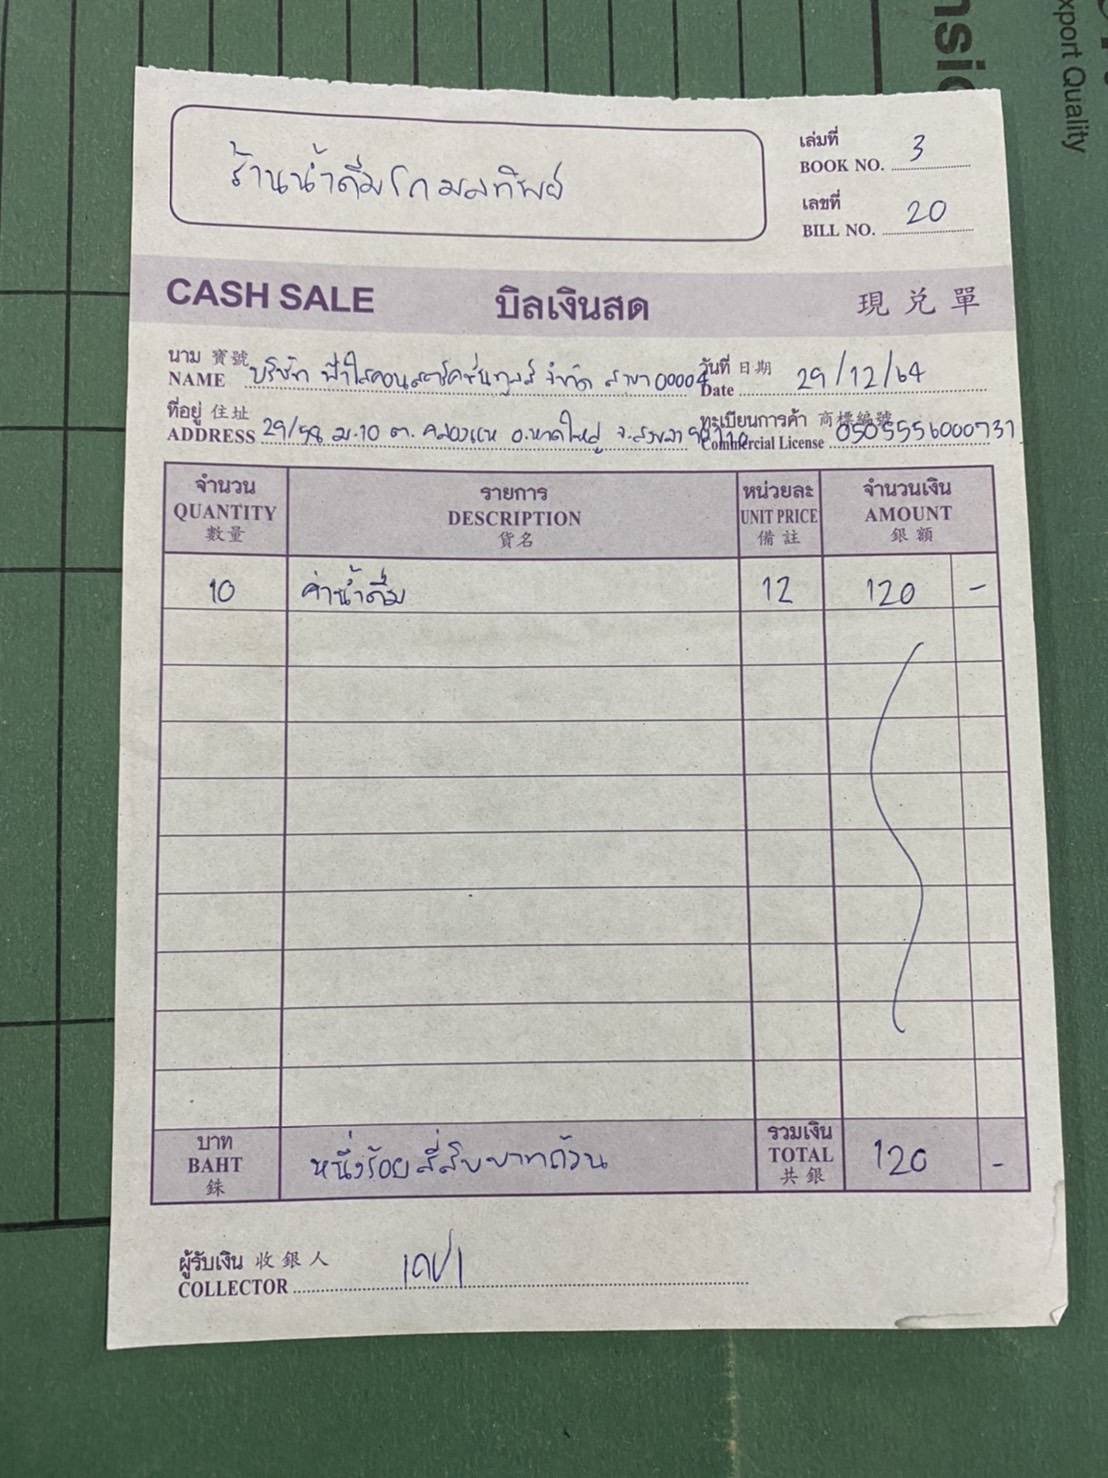 nsic
xport Quality
ร้านน้ำดื่มโกมลทิพย์
เล่มที่
BOOK NO. 3
เลขที่
BILL NO. 20
CASH SALE บิลเงินสด 現兌單
นาม 寶號
NAME บริษัท ฟ้าใสคอนสตรัคชั่นทูลส์ จำกัด สาขา 00004
วันที่ 日期
Date 29/12/64
ที่อยู่ 住址
ADDRESS 29/58 ม.10 ต. คลองแห อ.หาดใหญ่ จ.สงขลา 90110
ทะเบียนการค้า 商標編號
Commercial License 0505556000731
จำนวน รายการ หน่วยละ จำนวนเงิน
QUANTITY DESCRIPTION UNIT PRICE AMOUNT
數量 貨名 備註 銀額
10 ค่าน้ำดื่ม 12 120 -
บาท
BAHT
銖
หนึ่งร้อยสี่สิบบาทถ้วน
รวมเงิน
TOTAL
共銀
120 -
ผู้รับเงิน 收銀人
COLLECTOR